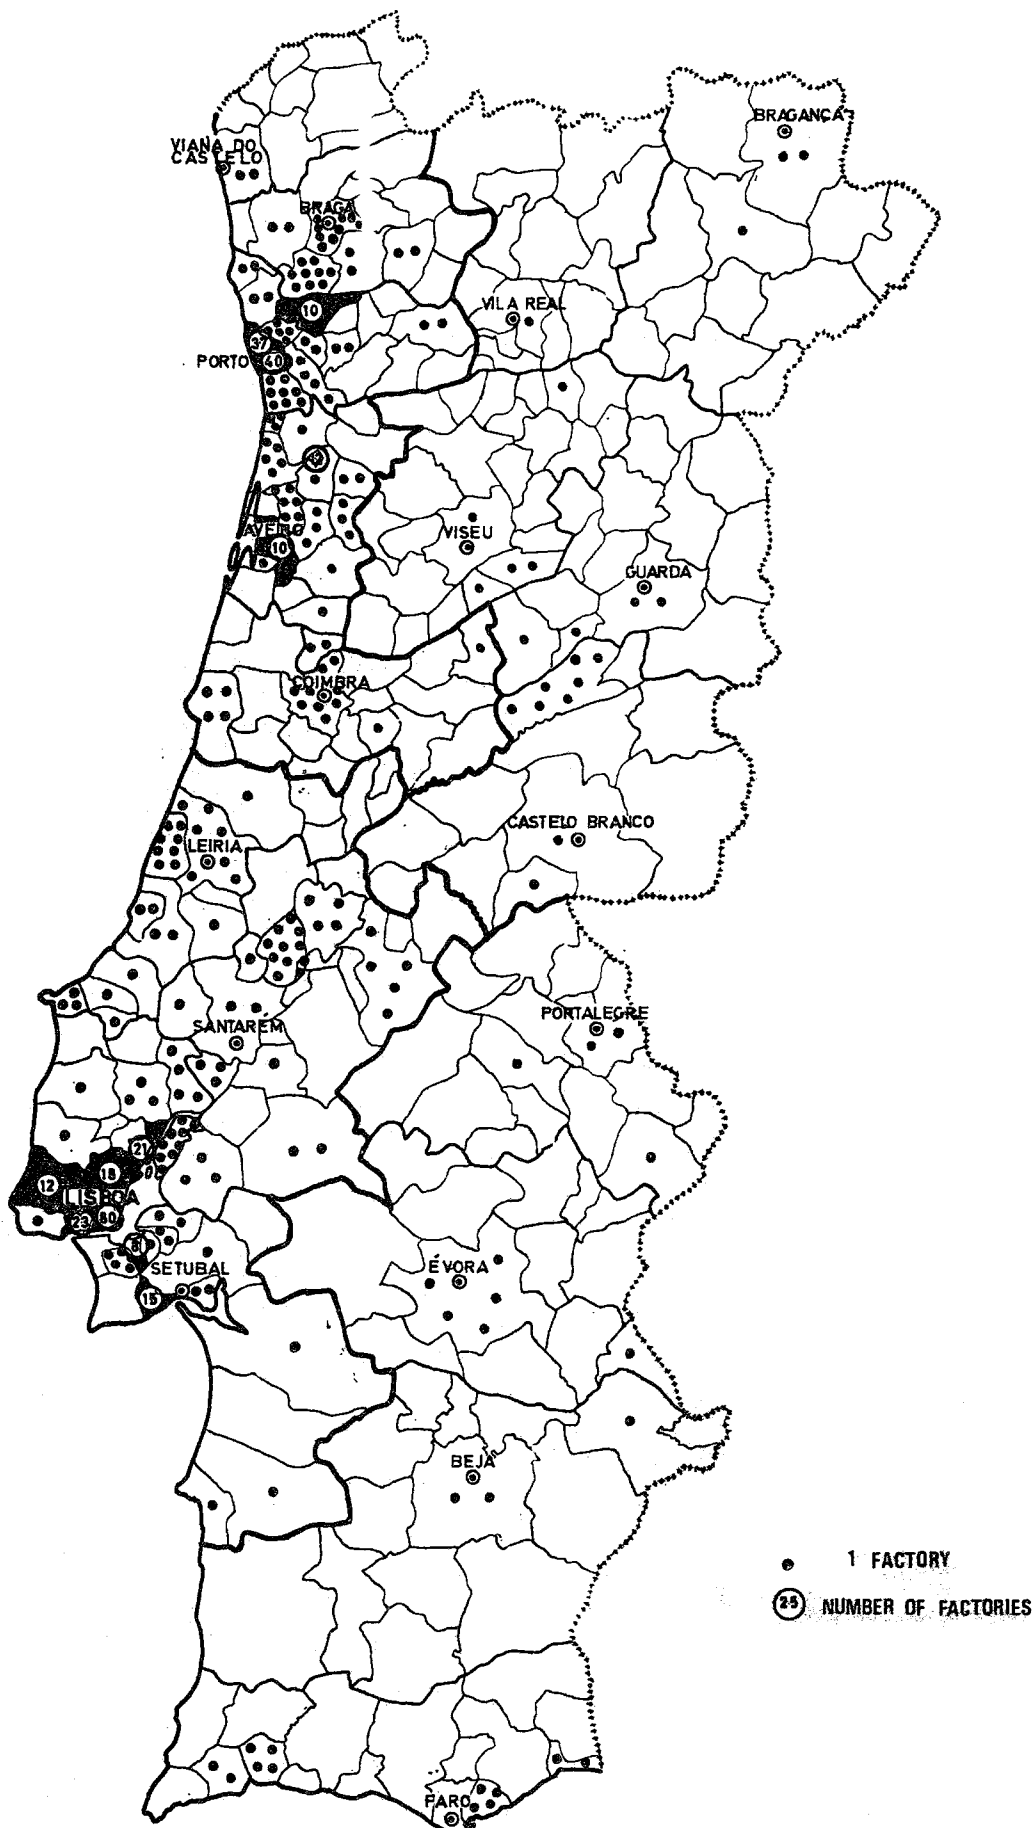 BRAGANÇA
VIANA DO
CASTELO
BRAGA
10
VILA REAL
37
PORTO
40
AVEIRO
10
VISEU
GUARDA
COIMBRA
CASTELO BRANCO
LEIRIA
PORTALEGRE
SANTARÉM
21
18
12
LISBOA
23
80
8
ÉVORA
SETUBAL
15
BEJA
1 FACTORY
25 NUMBER OF FACTORIES
FARO